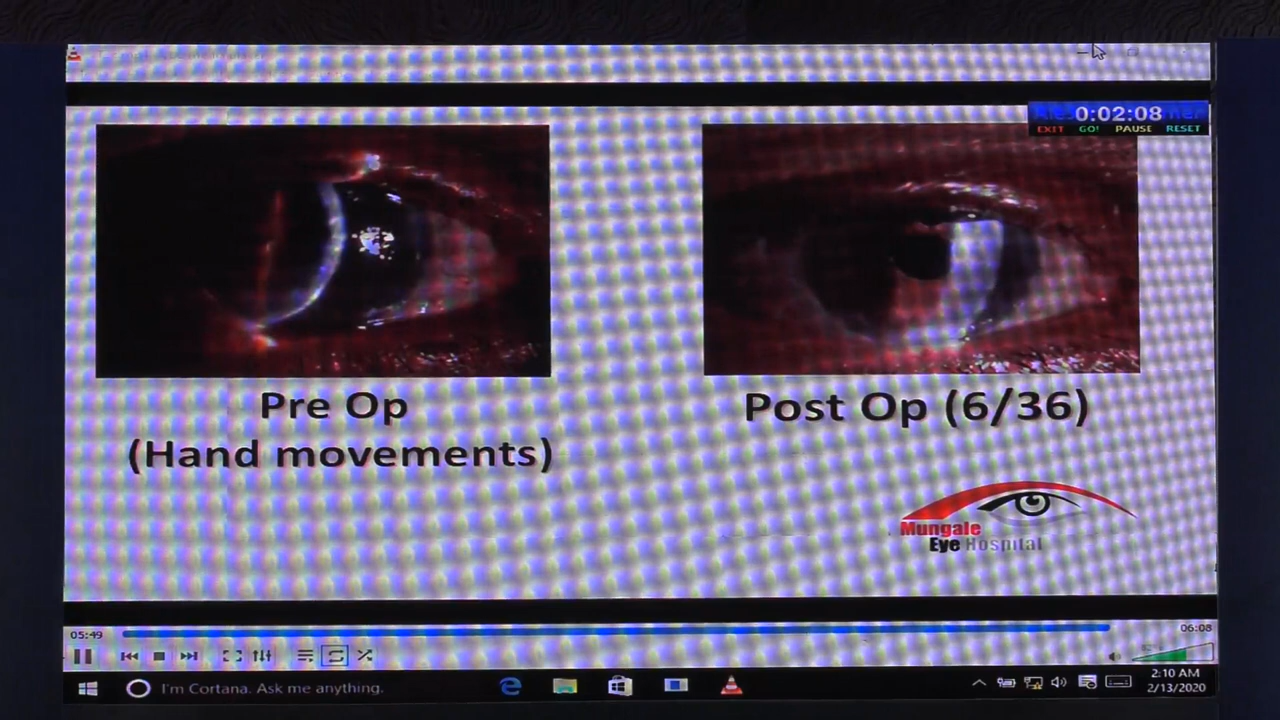 0:02:08
EXIT GO! PAUSE RESET
Pre Op
(Hand movements)
Post Op (6/36)
Mungale
Eye Hospital
05:49
06:08
I'm Cortana. Ask me anything.
2:10 AM
2/13/2020